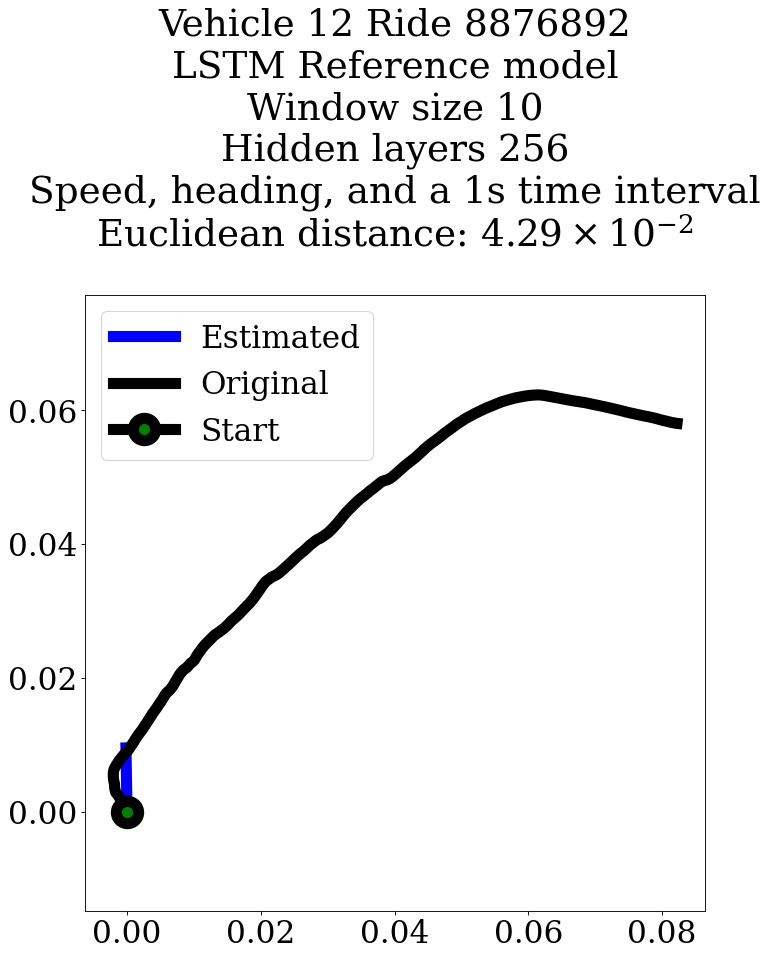 Vehicle 12 Ride 8876892
LSTM Reference model
Window size 10
Hidden layers 256
Speed, heading, and a 1s time interval
Euclidean distance: 4.29 × 10⁻²
Estimated
Original
Start
0.06
0.04
0.02
0.00
0.00 0.02 0.04 0.06 0.08